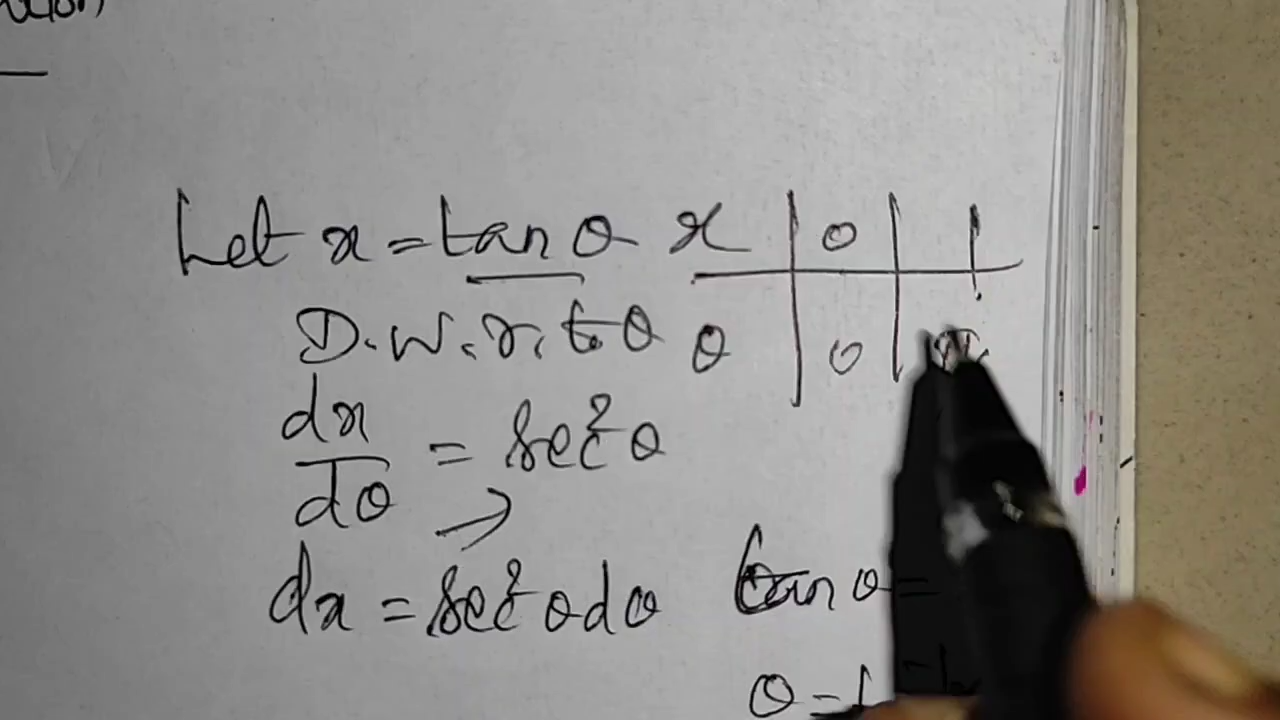 Let x = tan θ
x | 0 | 1
D.w.r.to θ
θ | 0 | π
dx/dθ = sec²θ
→
dx = sec²θ dθ
tan θ =
θ =